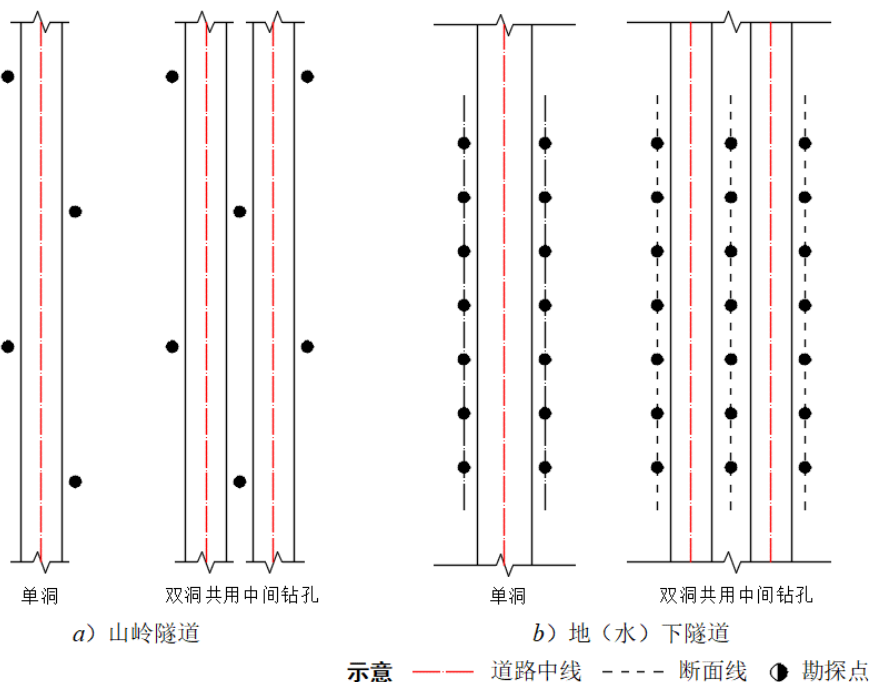 单洞 双洞共用中间钻孔 单洞 双洞共用中间钻孔
a）山岭隧道 b）地（水）下隧道
示意 道路中线 断面线 勘探点